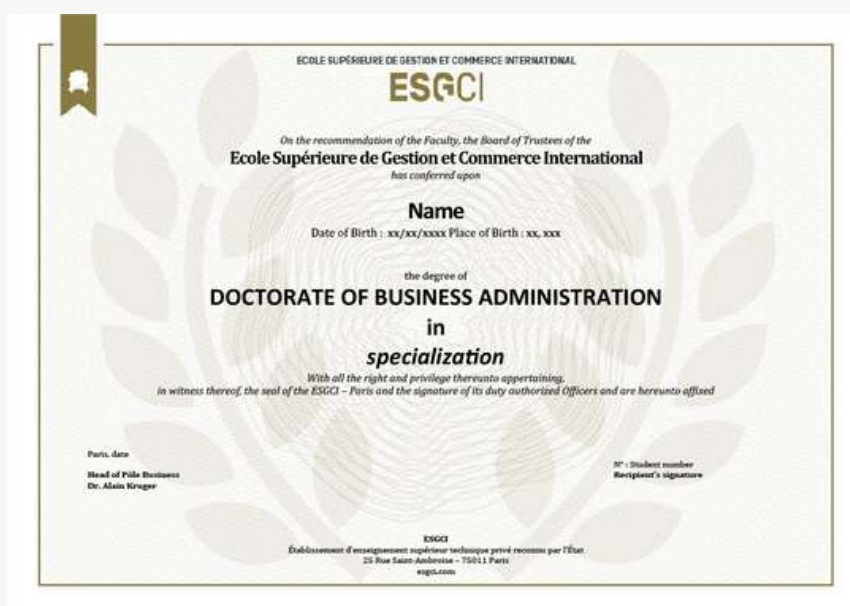 ECOLE SUPÉRIEURE DE GESTION ET COMMERCE INTERNATIONAL
ESGCI
On the recommendation of the Faculty, the Board of Trustees of the
Ecole Supérieure de Gestion et Commerce International
has conferred upon
Name
Date of Birth : xx/xx/xxxx Place of Birth : xx, xxx
the degree of
DOCTORATE OF BUSINESS ADMINISTRATION
in
specialization
With all the right and privilege thereunto appertaining,
in witness thereof, the seal of the ESGCI – Paris and the signature of its duty authorized Officers and are hereunto affised
Paris, date
Head of Pôle Business
Dr. Alain Kruger
N° : Student number
Recipient's signature
ESGCI
Établissement d'enseignement supérieur technique privé reconnu par l'État
25 Rue Saint-Ambroise – 75011 Paris
esgci.com